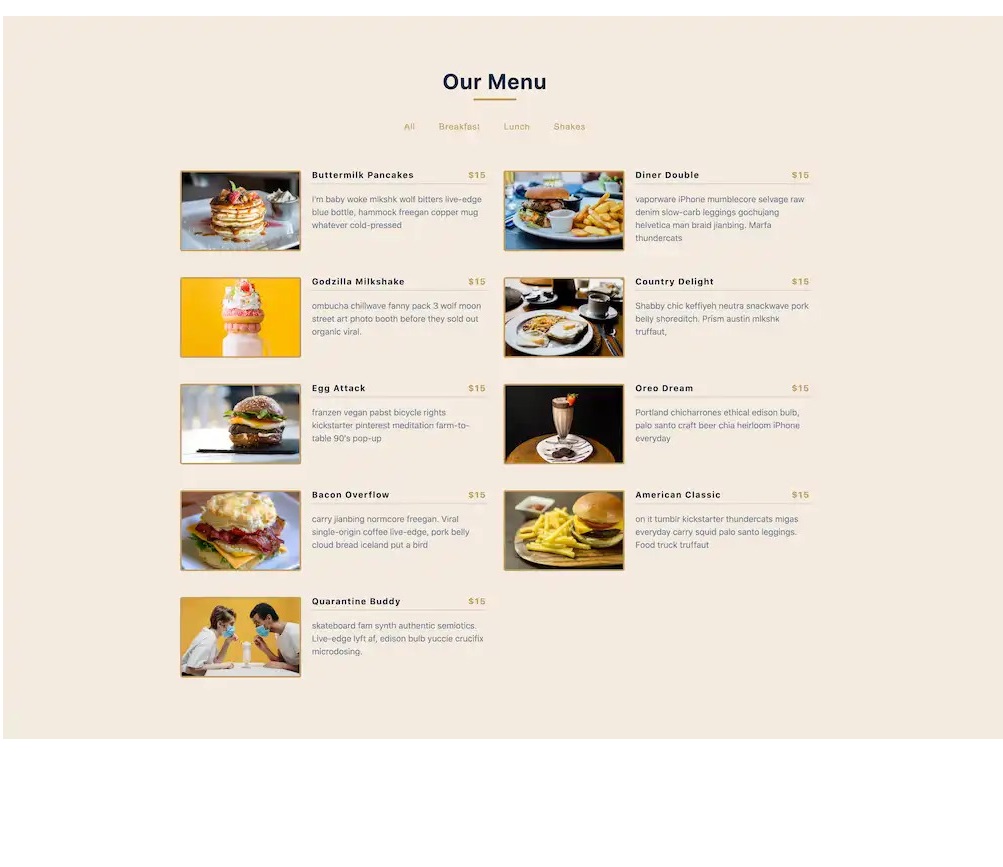 Our Menu
All Breakfast Lunch Shakes
Buttermilk Pancakes $15
I'm baby woke mlkshk wolf bitters live-edge
blue bottle, hammock freegan copper mug
whatever cold-pressed
Diner Double $15
vaporware iPhone mumblecore selvage raw
denim slow-carb leggings gochujang
helvetica man braid jianbing. Marfa
thundercats
Godzilla Milkshake $15
ombucha chillwave fanny pack 3 wolf moon
street art photo booth before they sold out
organic viral.
Country Delight $15
Shabby chic keffiyeh neutra snackwave pork
belly shoreditch. Prism austin mlkshk
truffaut,
Egg Attack $15
franzen vegan pabst bicycle rights
kickstarter pinterest meditation farm-to-
table 90's pop-up
Oreo Dream $15
Portland chicharrones ethical edison bulb,
palo santo craft beer chia heirloom iPhone
everyday
Bacon Overflow $15
carry jianbing normcore freegan. Viral
single-origin coffee live-edge, pork belly
cloud bread iceland put a bird
American Classic $15
on it tumblr kickstarter thundercats migas
everyday carry squid palo santo leggings.
Food truck truffaut
Quarantine Buddy $15
skateboard fam synth authentic semiotics.
Live-edge lyft af, edison bulb yuccie crucifix
microdosing.